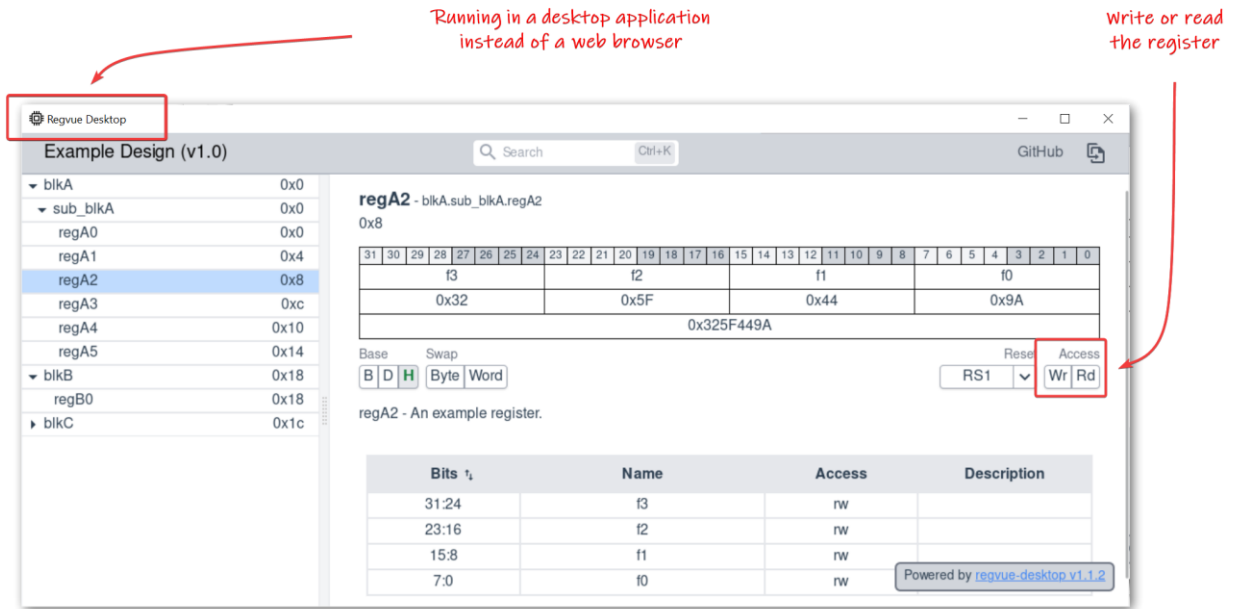 Running in a desktop application
instead of a web browser
Write or read
the register
Regvue Desktop
Example Design (v1.0)
Search
Ctrl+K
GitHub
blkA 0x0
sub_blkA 0x0
regA0 0x0
regA1 0x4
regA2 0x8
regA3 0xc
regA4 0x10
regA5 0x14
blkB 0x18
regB0 0x18
blkC 0x1c
regA2 - blkA.sub_blkA.regA2
0x8
31 30 29 28 27 26 25 24 23 22 21 20 19 18 17 16 15 14 13 12 11 10 9 8 7 6 5 4 3 2 1 0
f3 f2 f1 f0
0x32 0x5F 0x44 0x9A
0x325F449A
Base Swap Rese Access
B D H Byte Word RS1 Wr Rd
regA2 - An example register.
Bits Name Access Description
31:24 f3 rw
23:16 f2 rw
15:8 f1 rw
7:0 f0 rw
Powered by regvue-desktop v1.1.2